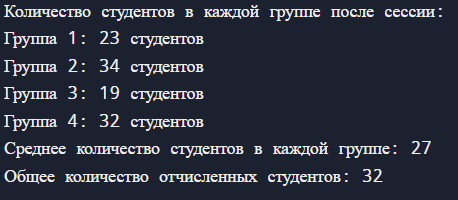 Количество студентов в каждой группе после сессии:
Группа 1: 23 студентов
Группа 2: 34 студентов
Группа 3: 19 студентов
Группа 4: 32 студентов
Среднее количество студентов в каждой группе: 27
Общее количество отчисленных студентов: 32